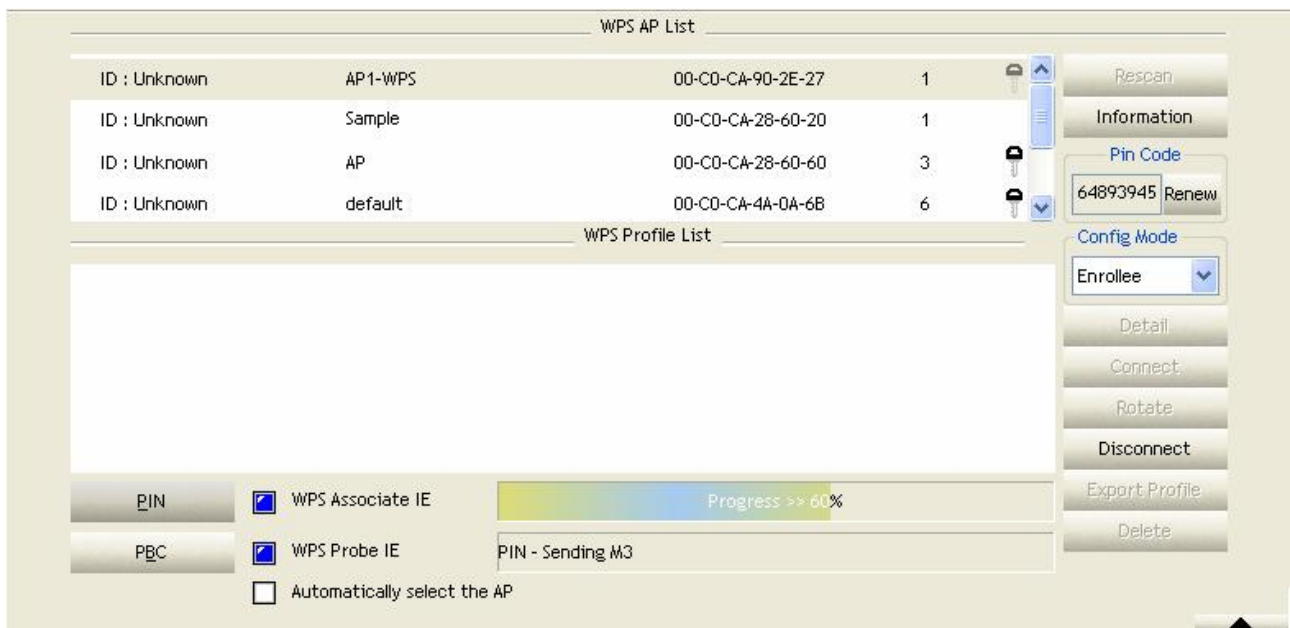 WPS AP List
ID : Unknown AP1-WPS 00-C0-CA-90-2E-27 1
ID : Unknown Sample 00-C0-CA-28-60-20 1
ID : Unknown AP 00-C0-CA-28-60-60 3
ID : Unknown default 00-C0-CA-4A-0A-6B 6
Rescan
Information
Pin Code
64893945 Renew
WPS Profile List
Config Mode
Enrollee
Detail
Connect
Rotate
Disconnect
Export Profile
Delete
PIN WPS Associate IE Progress >> 60%
PBC WPS Probe IE PIN - Sending M3
Automatically select the AP